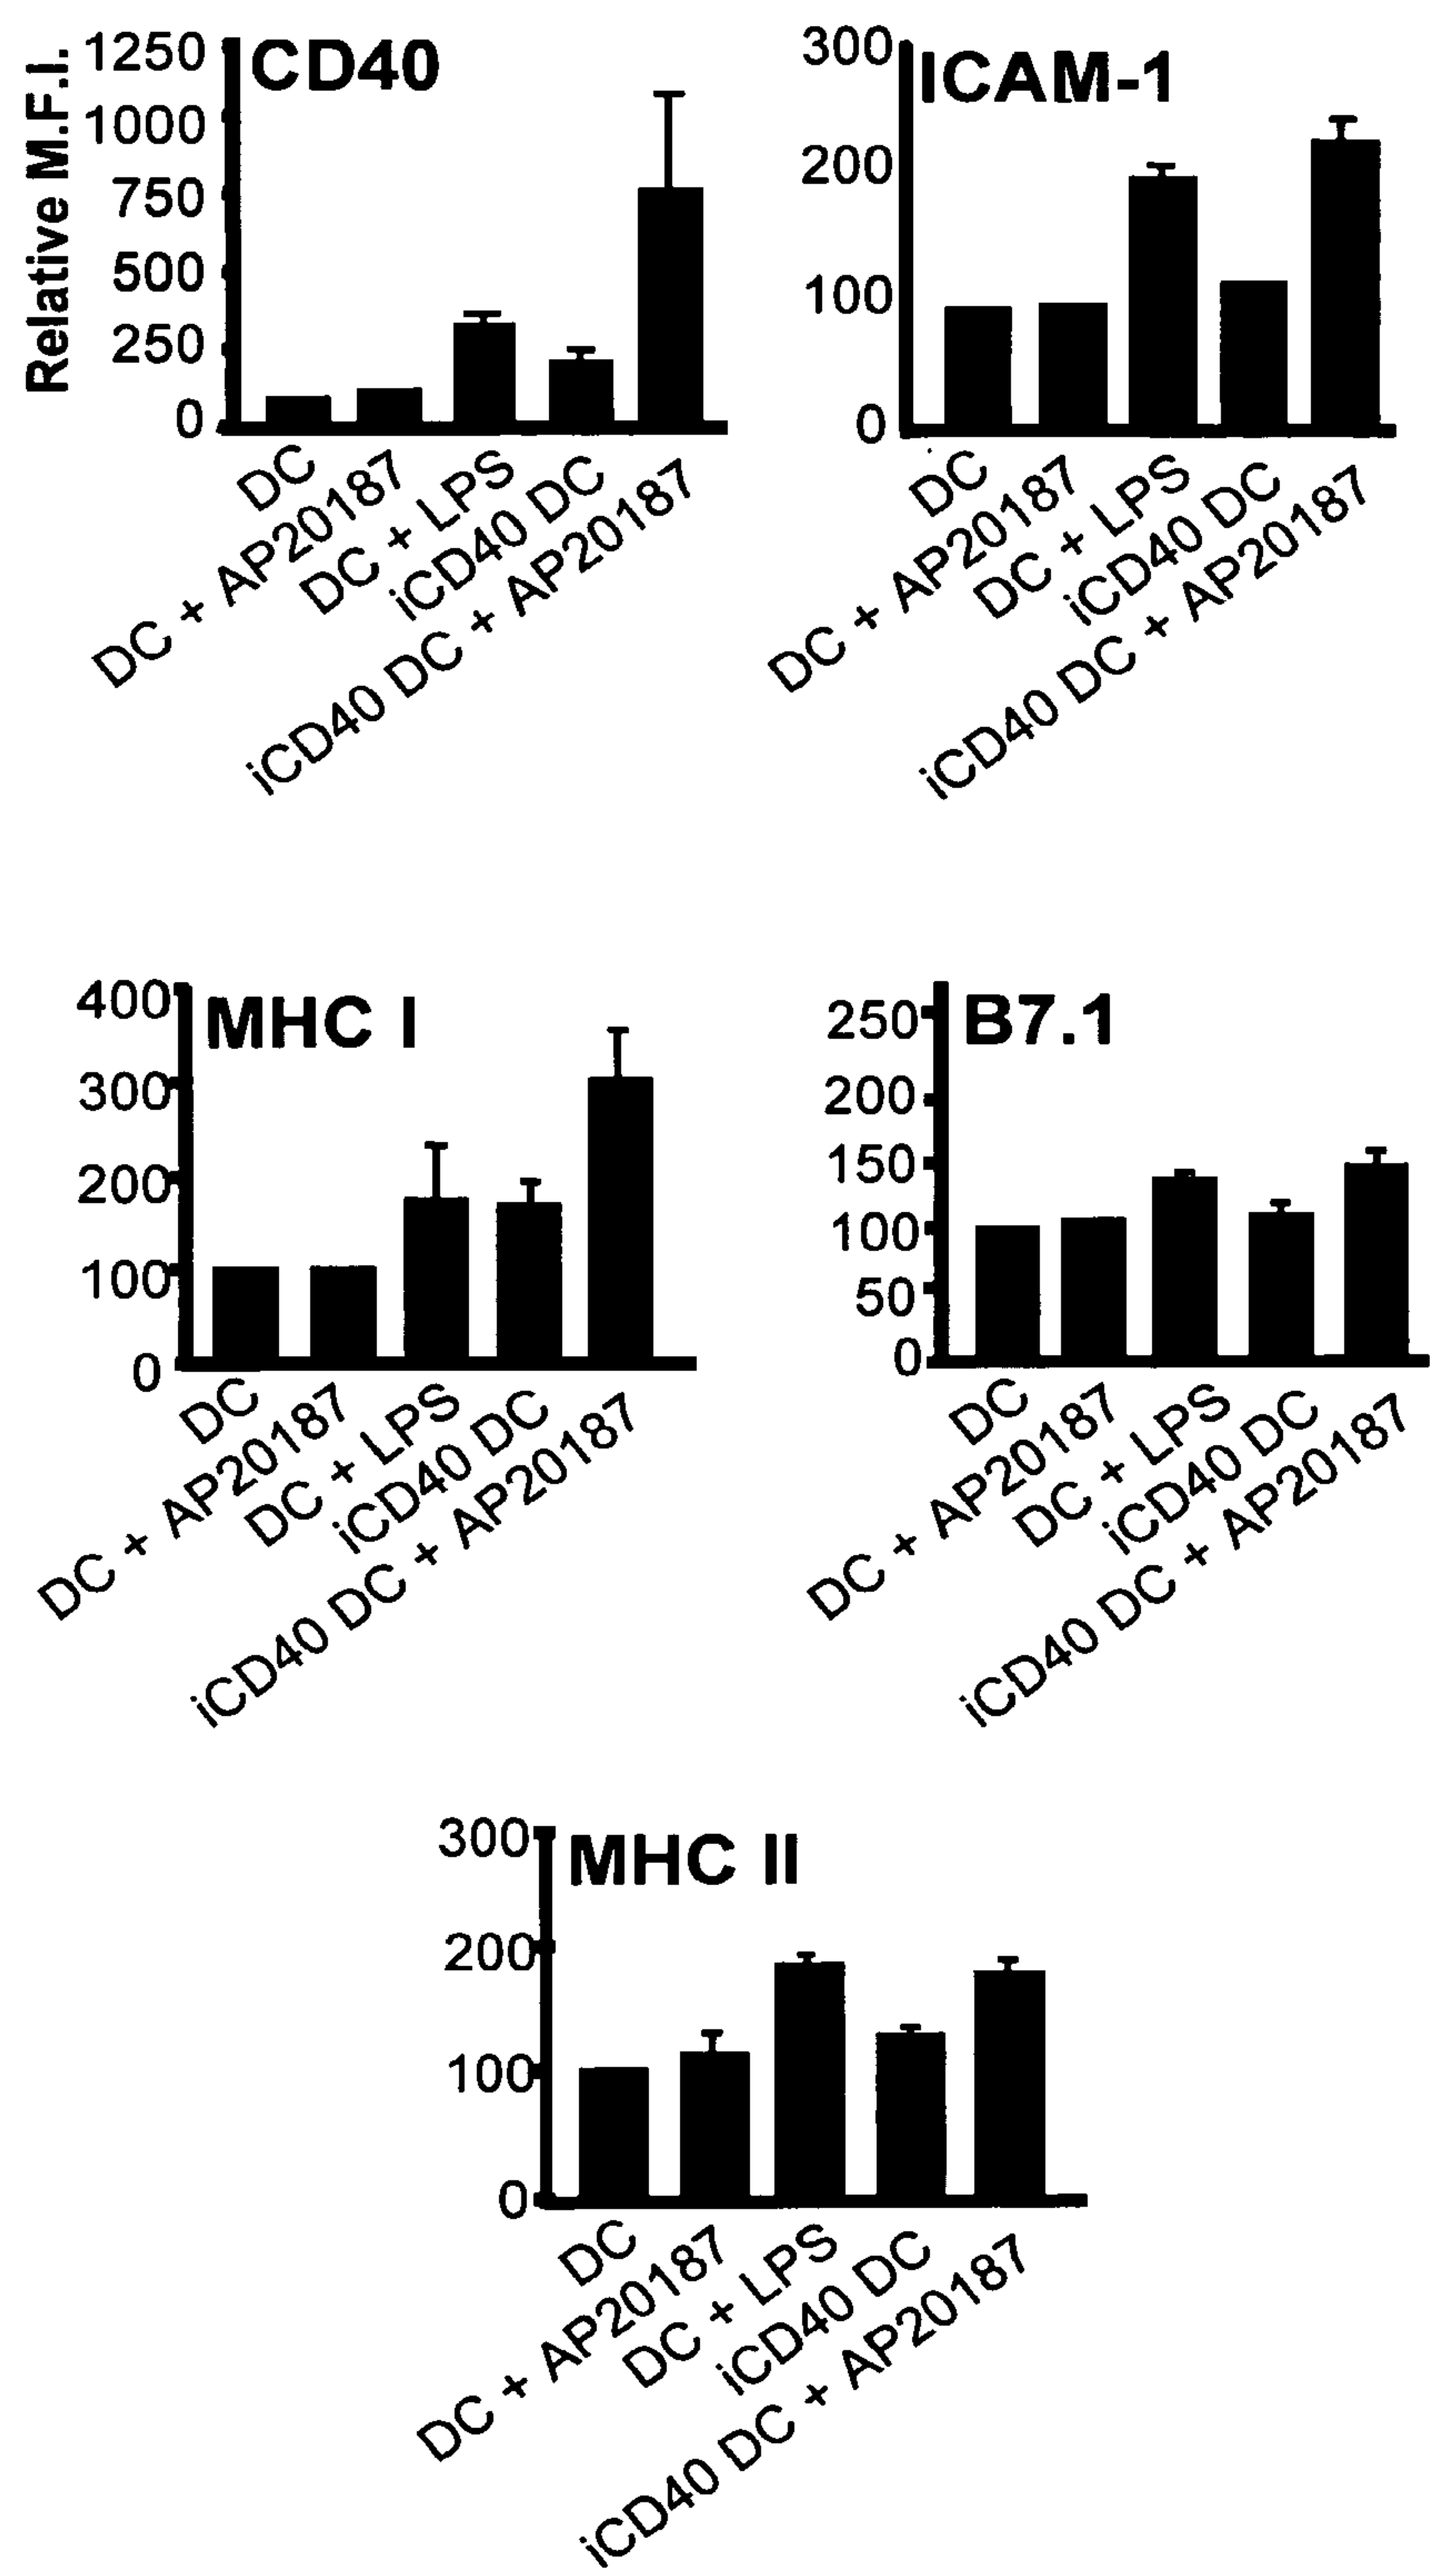 Relative M.F.I.
CD40
1250
1000
750
500
250
0
DC
DC + AP20187
DC + LPS
iCD40 DC
iCD40 DC + AP20187
ICAM-1
300
200
100
0
DC
DC + AP20187
DC + LPS
iCD40 DC
iCD40 DC + AP20187
MHC I
400
300
200
100
0
DC
DC + AP20187
DC + LPS
iCD40 DC
iCD40 DC + AP20187
B7.1
250
200
150
100
50
0
DC
DC + AP20187
DC + LPS
iCD40 DC
iCD40 DC + AP20187
MHC II
300
200
100
0
DC
DC + AP20187
DC + LPS
iCD40 DC
iCD40 DC + AP20187